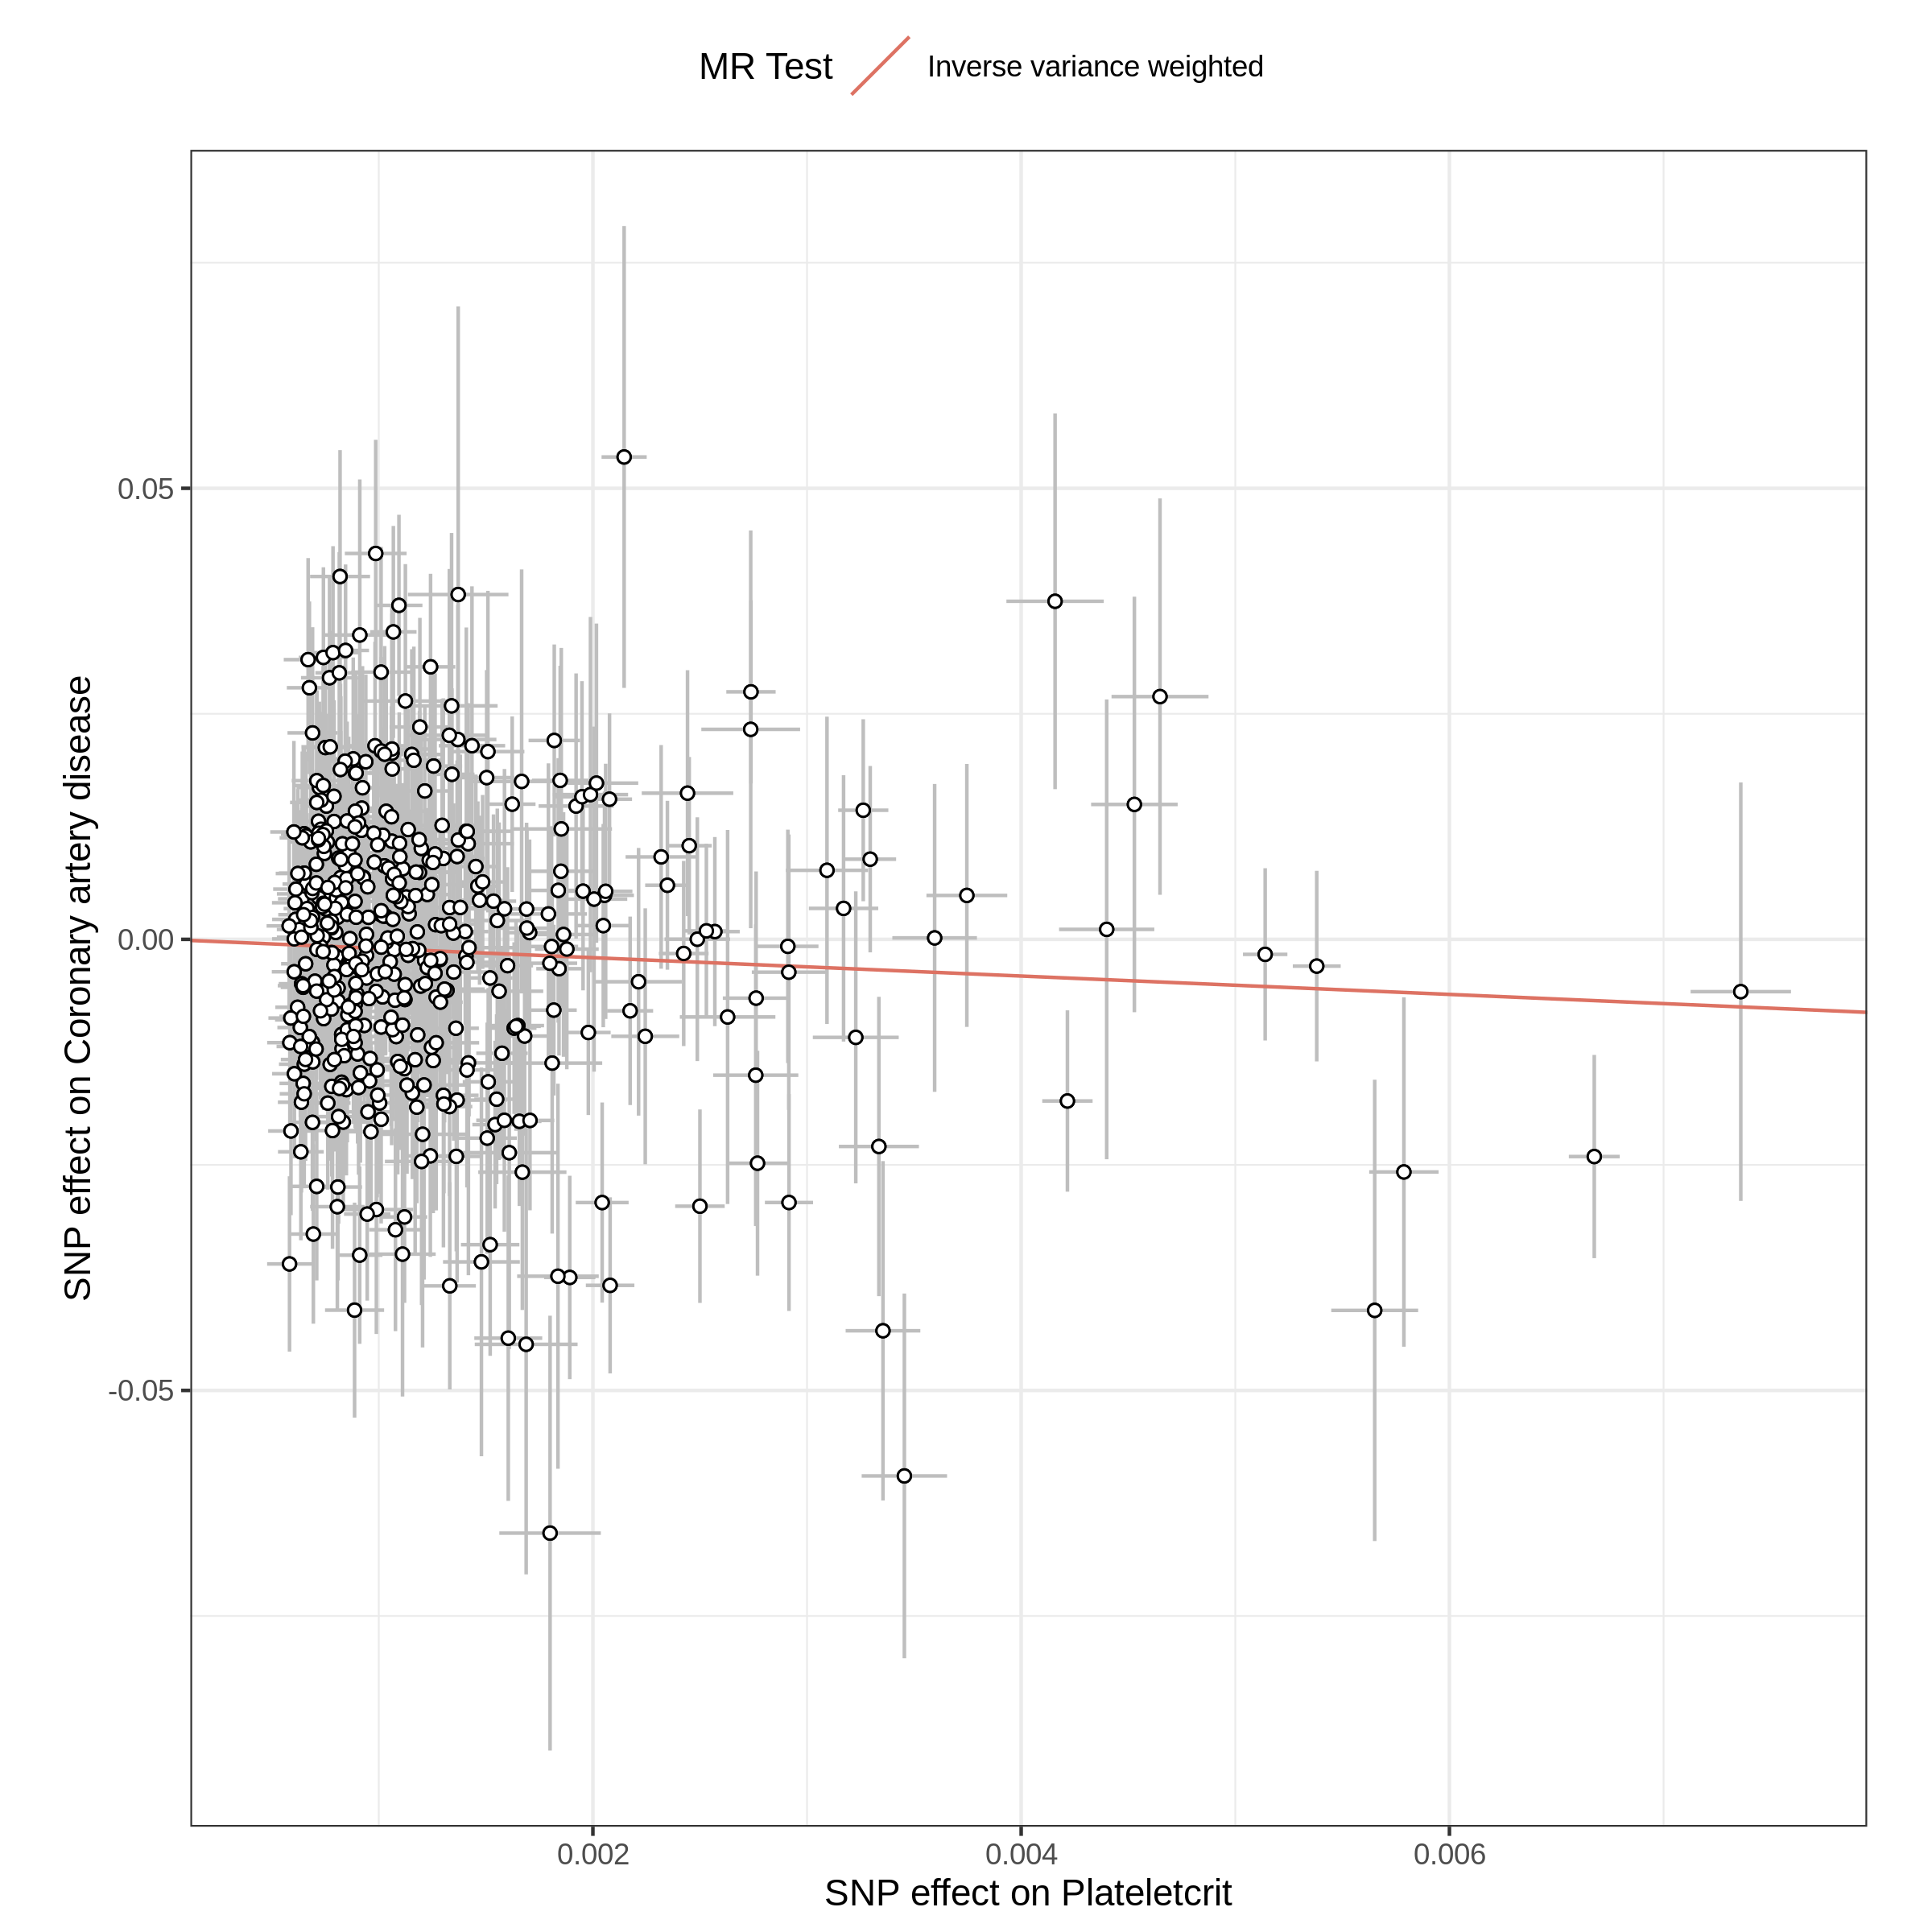 MR Test Inverse variance weighted
SNP effect on Coronary artery disease
0.05
0.00
-0.05
0.002 0.004 0.006
SNP effect on Plateletcrit